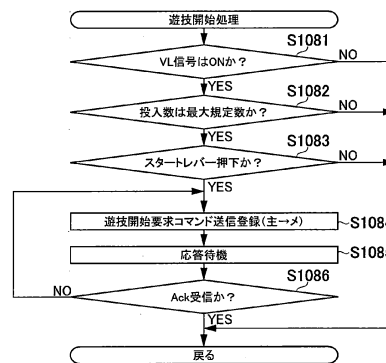 遊技開始処理
S1081
VL信号はONか?
NO
YES
S1082
投入数は最大規定数か?
NO
YES
S1083
スタートレバー押下か?
NO
YES
遊技開始要求コマンド送信登録(主→メ)
S1084
応答待機
S1085
S1086
Ack受信か?
NO
YES
戻る